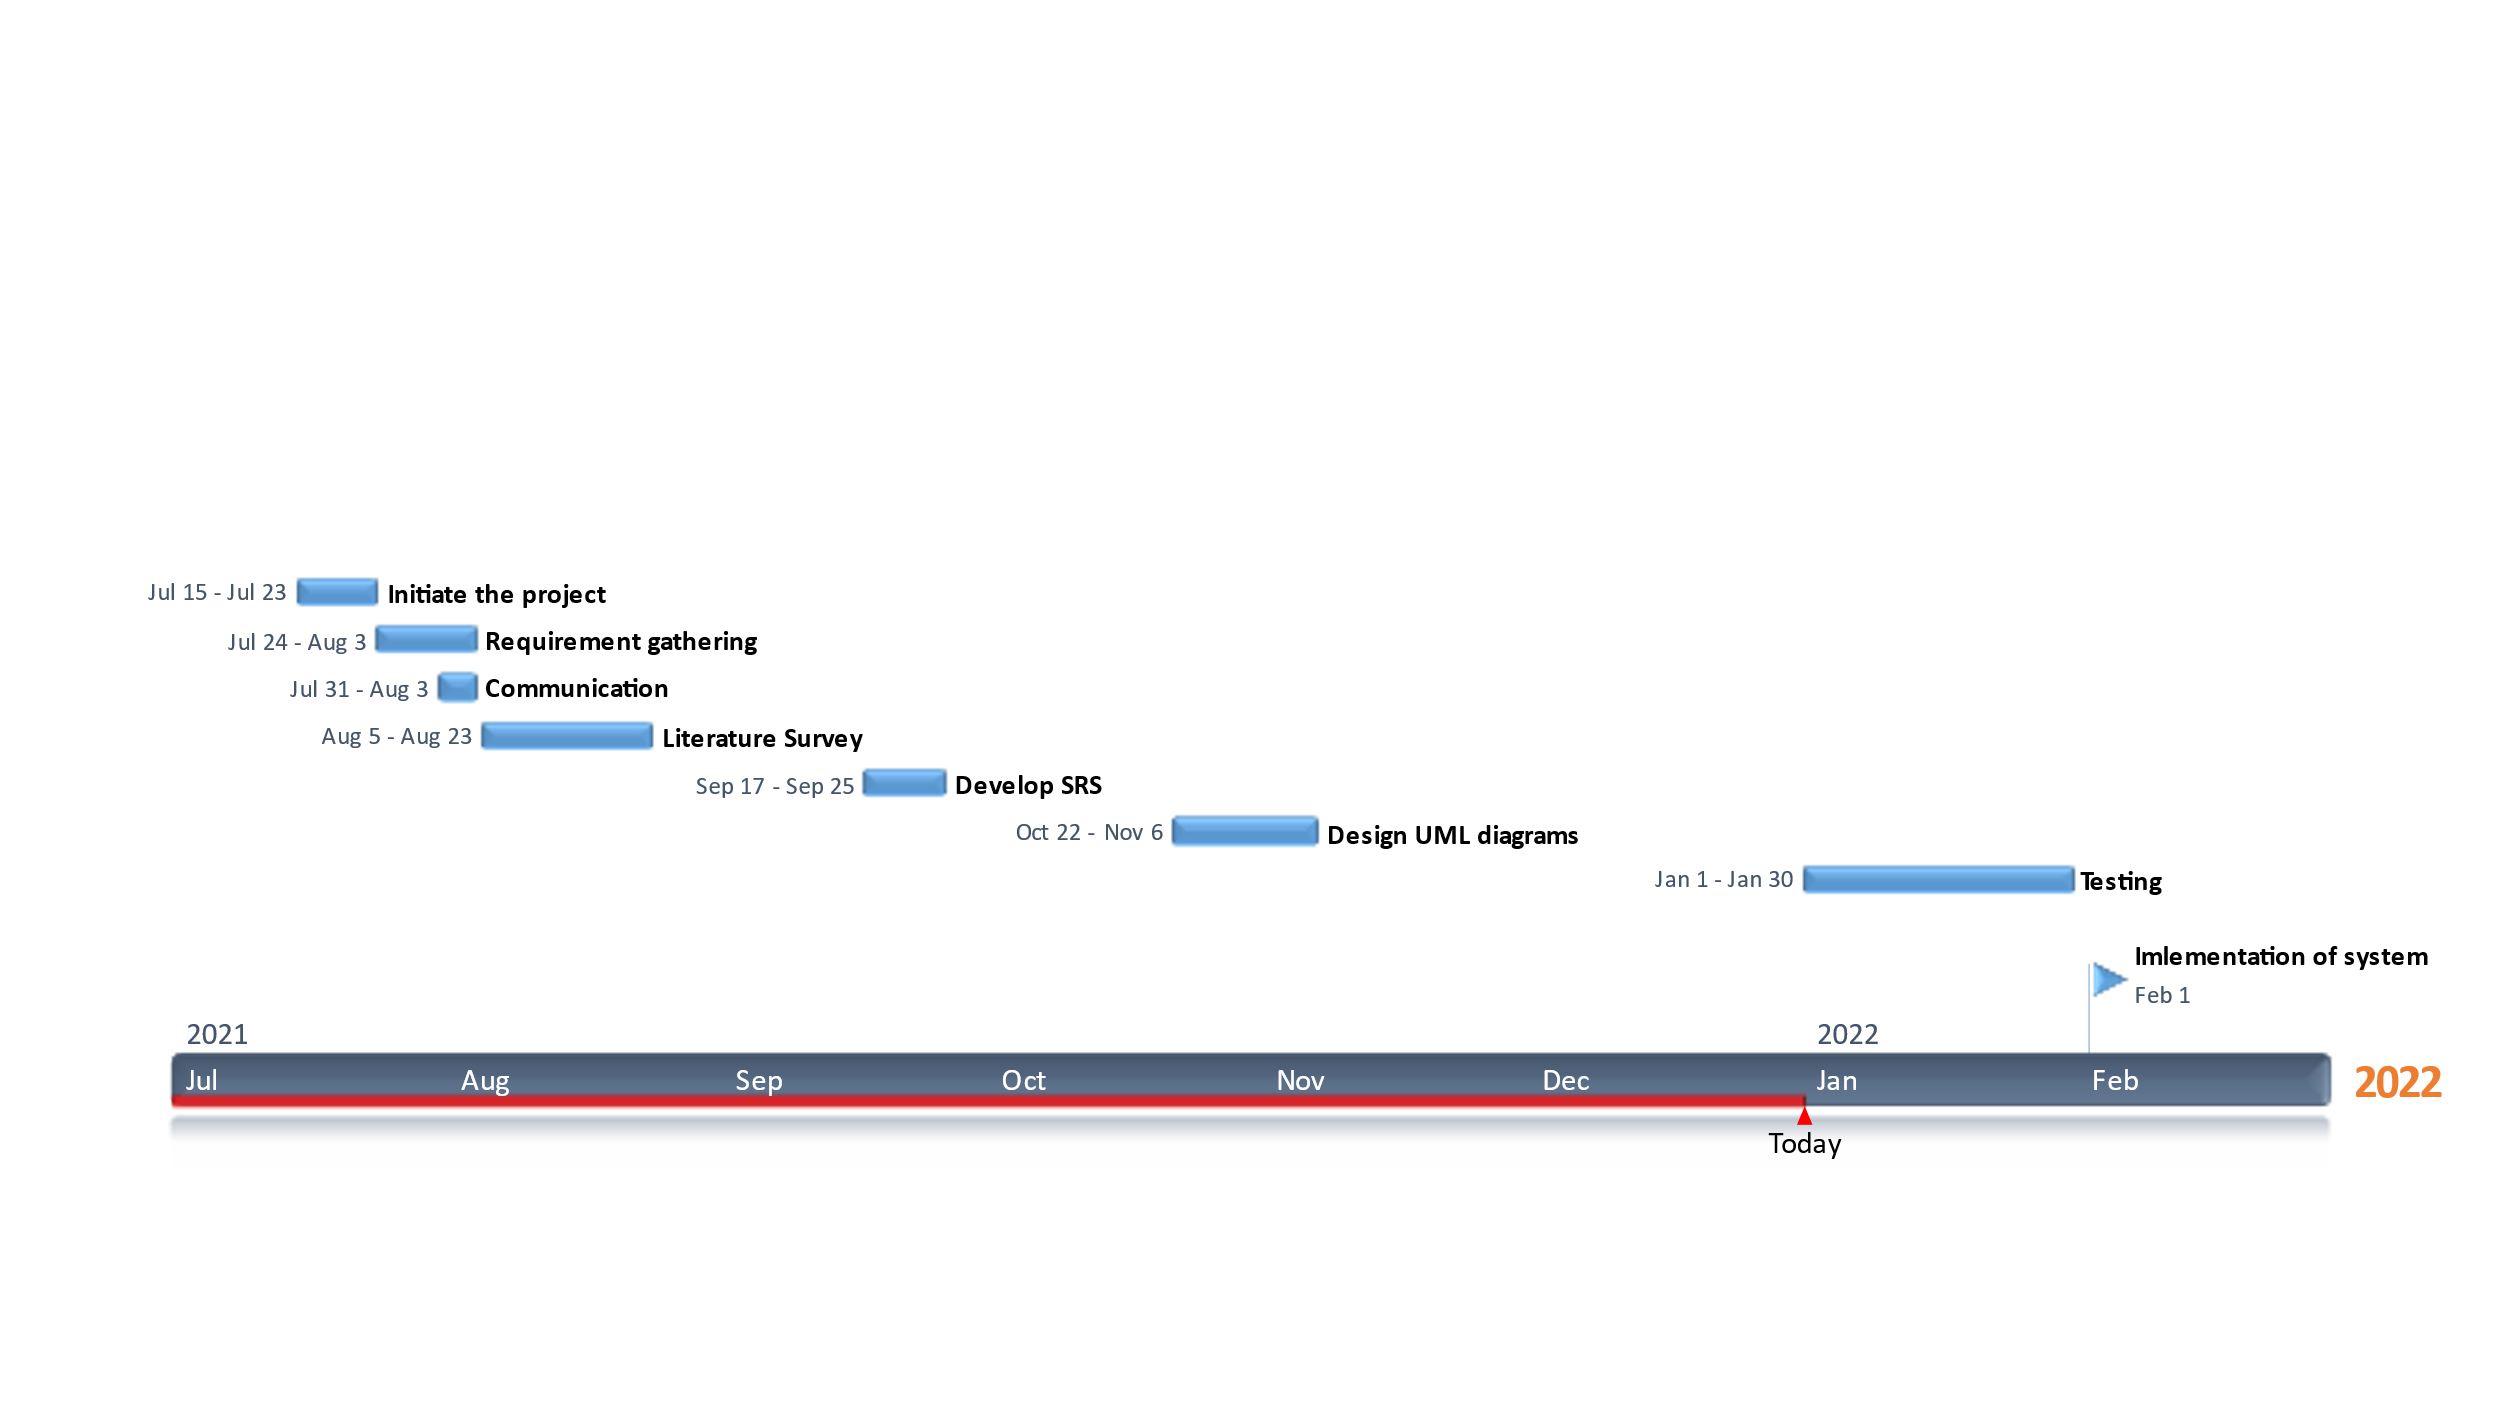 Jul 15 - Jul 23 Initiate the project
Jul 24 - Aug 3 Requirement gathering
Jul 31 - Aug 3 Communication
Aug 5 - Aug 23 Literature Survey
Sep 17 - Sep 25 Develop SRS
Oct 22 - Nov 6 Design UML diagrams
Jan 1 - Jan 30 Testing
Imlementation of system
Feb 1
2021 2022
Jul Aug Sep Oct Nov Dec Jan Feb 2022
Today